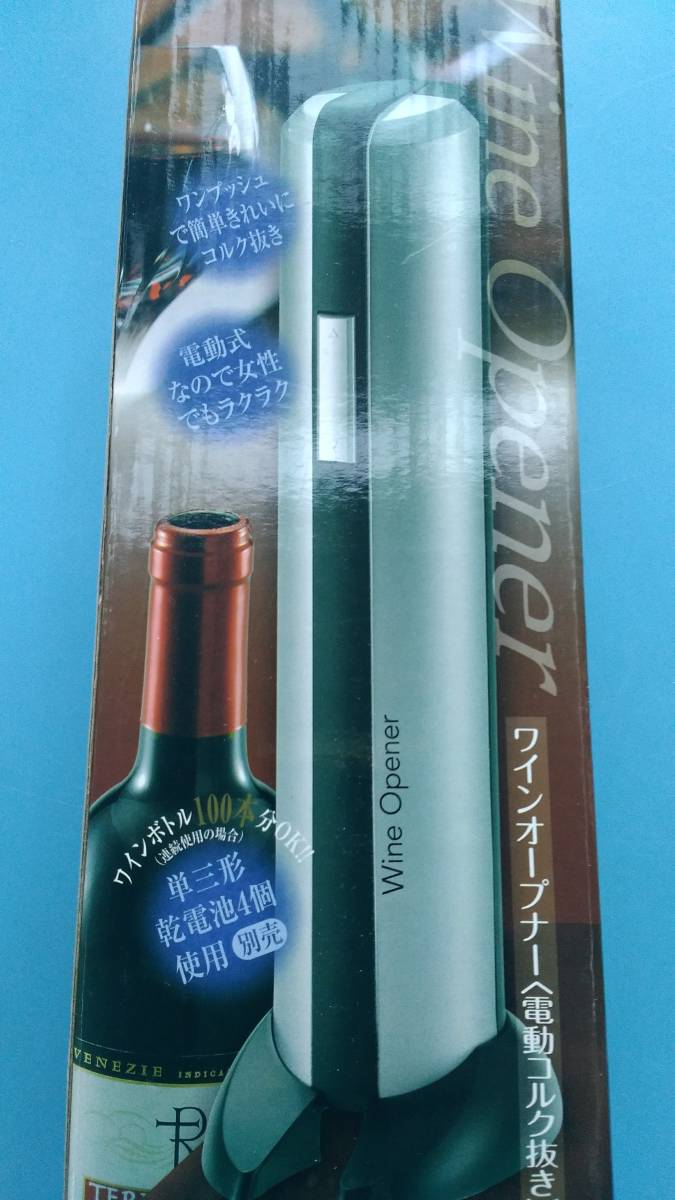 Wine Opener
ワンプッシュ
で簡単きれいに
コルク抜き
電動式
なので女性
でもラクラク
Wine Opener
ワインオープナー〈電動コルク抜き〉
ワインボトル100本分OK!!
(連続使用の場合)
単三形
乾電池4個
使用 別売
VENEZIE INDICA